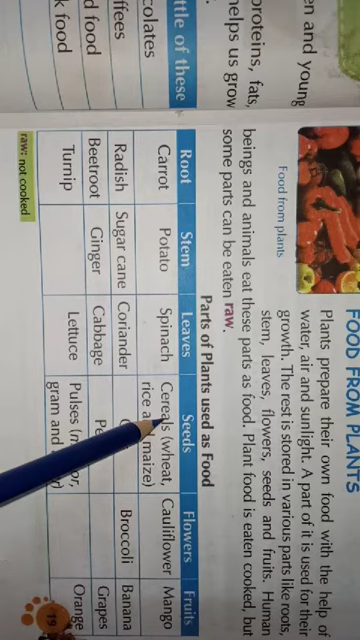 en and young
proteins, fats,
helps us grow
ttle of these
colates
ffees
d food
k food
FOOD FROM PLANTS
Plants prepare their own food with the help of
water, air and sunlight. A part of it is used for their
growth. The rest is stored in various parts like roots,
stem, leaves, flowers, seeds and fruits. Human
beings and animals eat these parts as food. Plant food is eaten cooked, but
some parts can be eaten raw.
Food from plants
Parts of Plants used as Food
Root Stem Leaves Seeds Flowers Fruits
Carrot Potato Spinach Cereals (wheat, rice a maize) Cauliflower Mango
Radish Sugar cane Coriander Broccoli Banana
Beetroot Ginger Cabbage Pe Grapes
Turnip Lettuce Pulses (m or, gram and r) Orange
raw: not cooked
19